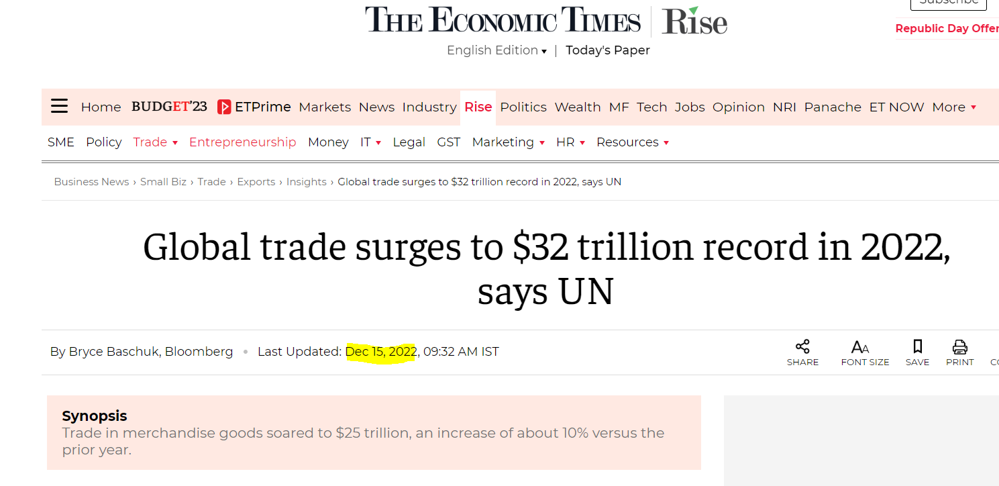 Subscribe
THE ECONOMIC TIMES Rise
Republic Day Offer
English Edition | Today's Paper
Home BUDGET'23 ETPrime Markets News Industry Rise Politics Wealth MF Tech Jobs Opinion NRI Panache ET NOW More
SME Policy Trade Entrepreneurship Money IT Legal GST Marketing HR Resources
Business News › Small Biz › Trade › Exports › Insights › Global trade surges to $32 trillion record in 2022, says UN
Global trade surges to $32 trillion record in 2022,
says UN
By Bryce Baschuk, Bloomberg • Last Updated: Dec 15, 2022, 09:32 AM IST
SHARE FONT SIZE SAVE PRINT
Synopsis
Trade in merchandise goods soared to $25 trillion, an increase of about 10% versus the
prior year.